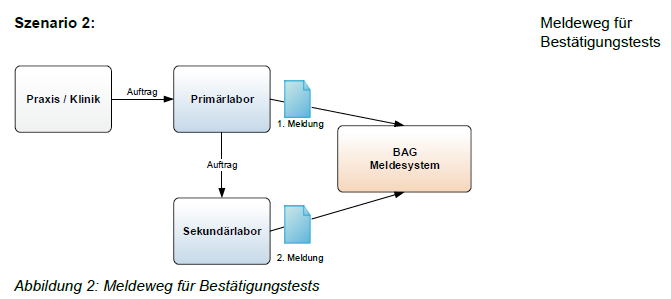 Szenario 2:
Meldeweg für
Bestätigungstests
Praxis / Klinik
Auftrag
Primärlabor
1. Meldung
BAG
Meldesystem
Auftrag
Sekundärlabor
2. Meldung
Abbildung 2: Meldeweg für Bestätigungstests